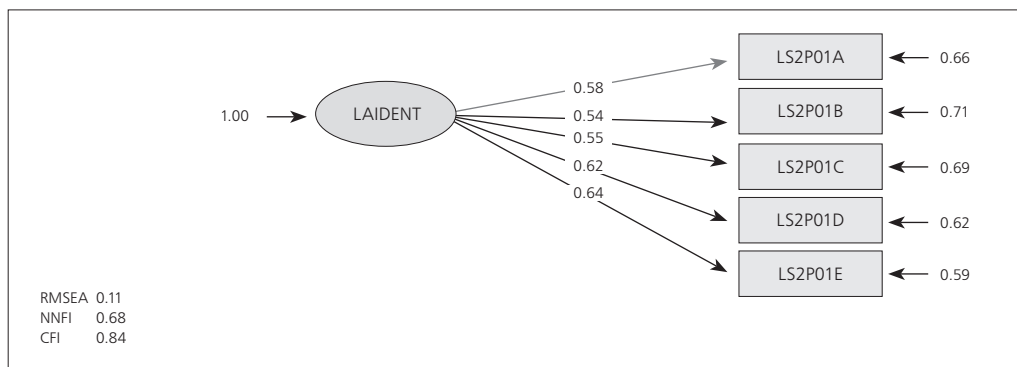 LS2P01A
0.66
0.58
1.00
LAIDENT
0.54
LS2P01B
0.71
0.55
LS2P01C
0.69
0.62
0.64
LS2P01D
0.62
LS2P01E
0.59
RMSEA 0.11
NNFI 0.68
CFI 0.84